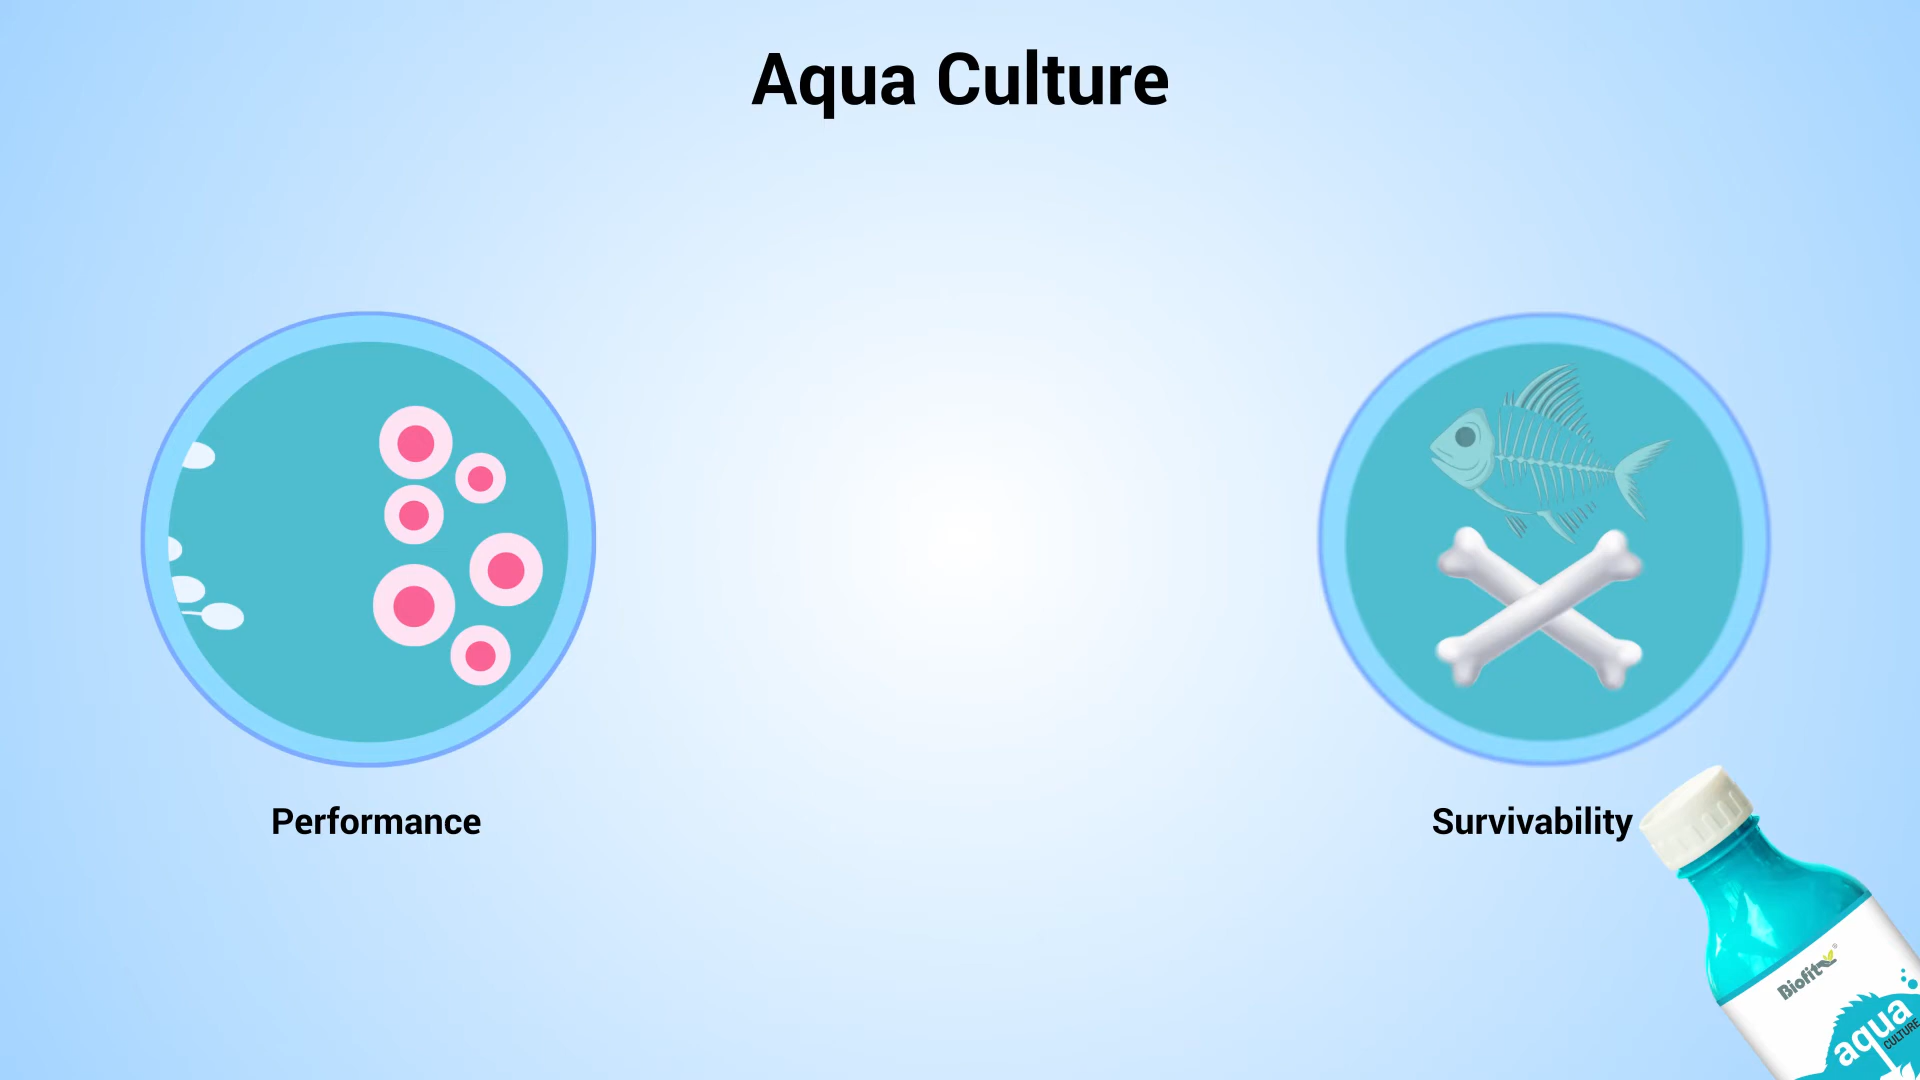 Aqua Culture
Performance
Survivability
Biofit®
aqua
CULTURE